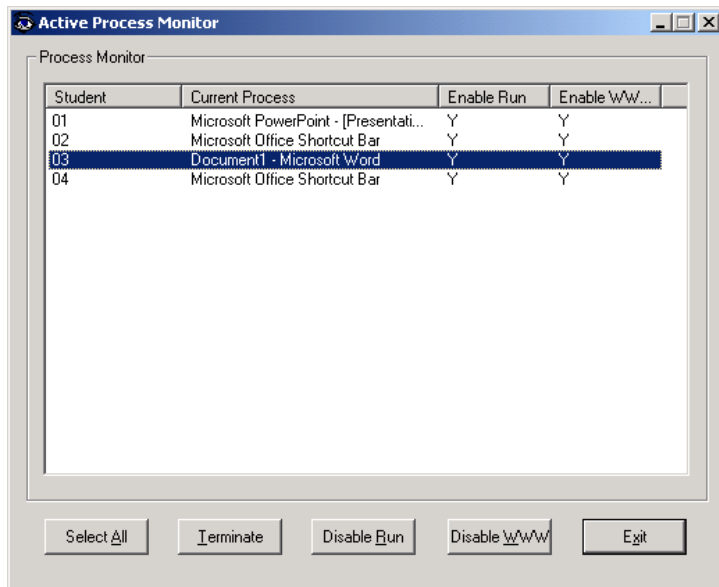 Active Process Monitor
Process Monitor
Student Current Process Enable Run Enable WW...
01 Microsoft PowerPoint - [Presentati... Y Y
02 Microsoft Office Shortcut Bar Y Y
03 Document1 - Microsoft Word Y Y
04 Microsoft Office Shortcut Bar Y Y
Select All Terminate Disable Run Disable WWW Exit